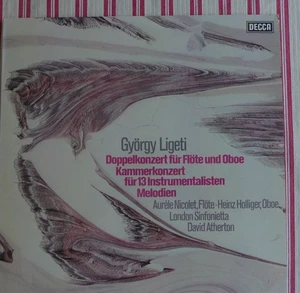 DECCA
György Ligeti
Doppelkonzert für Flöte und Oboe
Kammerkonzert
für 13 Instrumentalisten
Melodien
Aurèle Nicolet, Flöte-Heinz Holliger, Oboe
London Sinfonietta
David Atherton